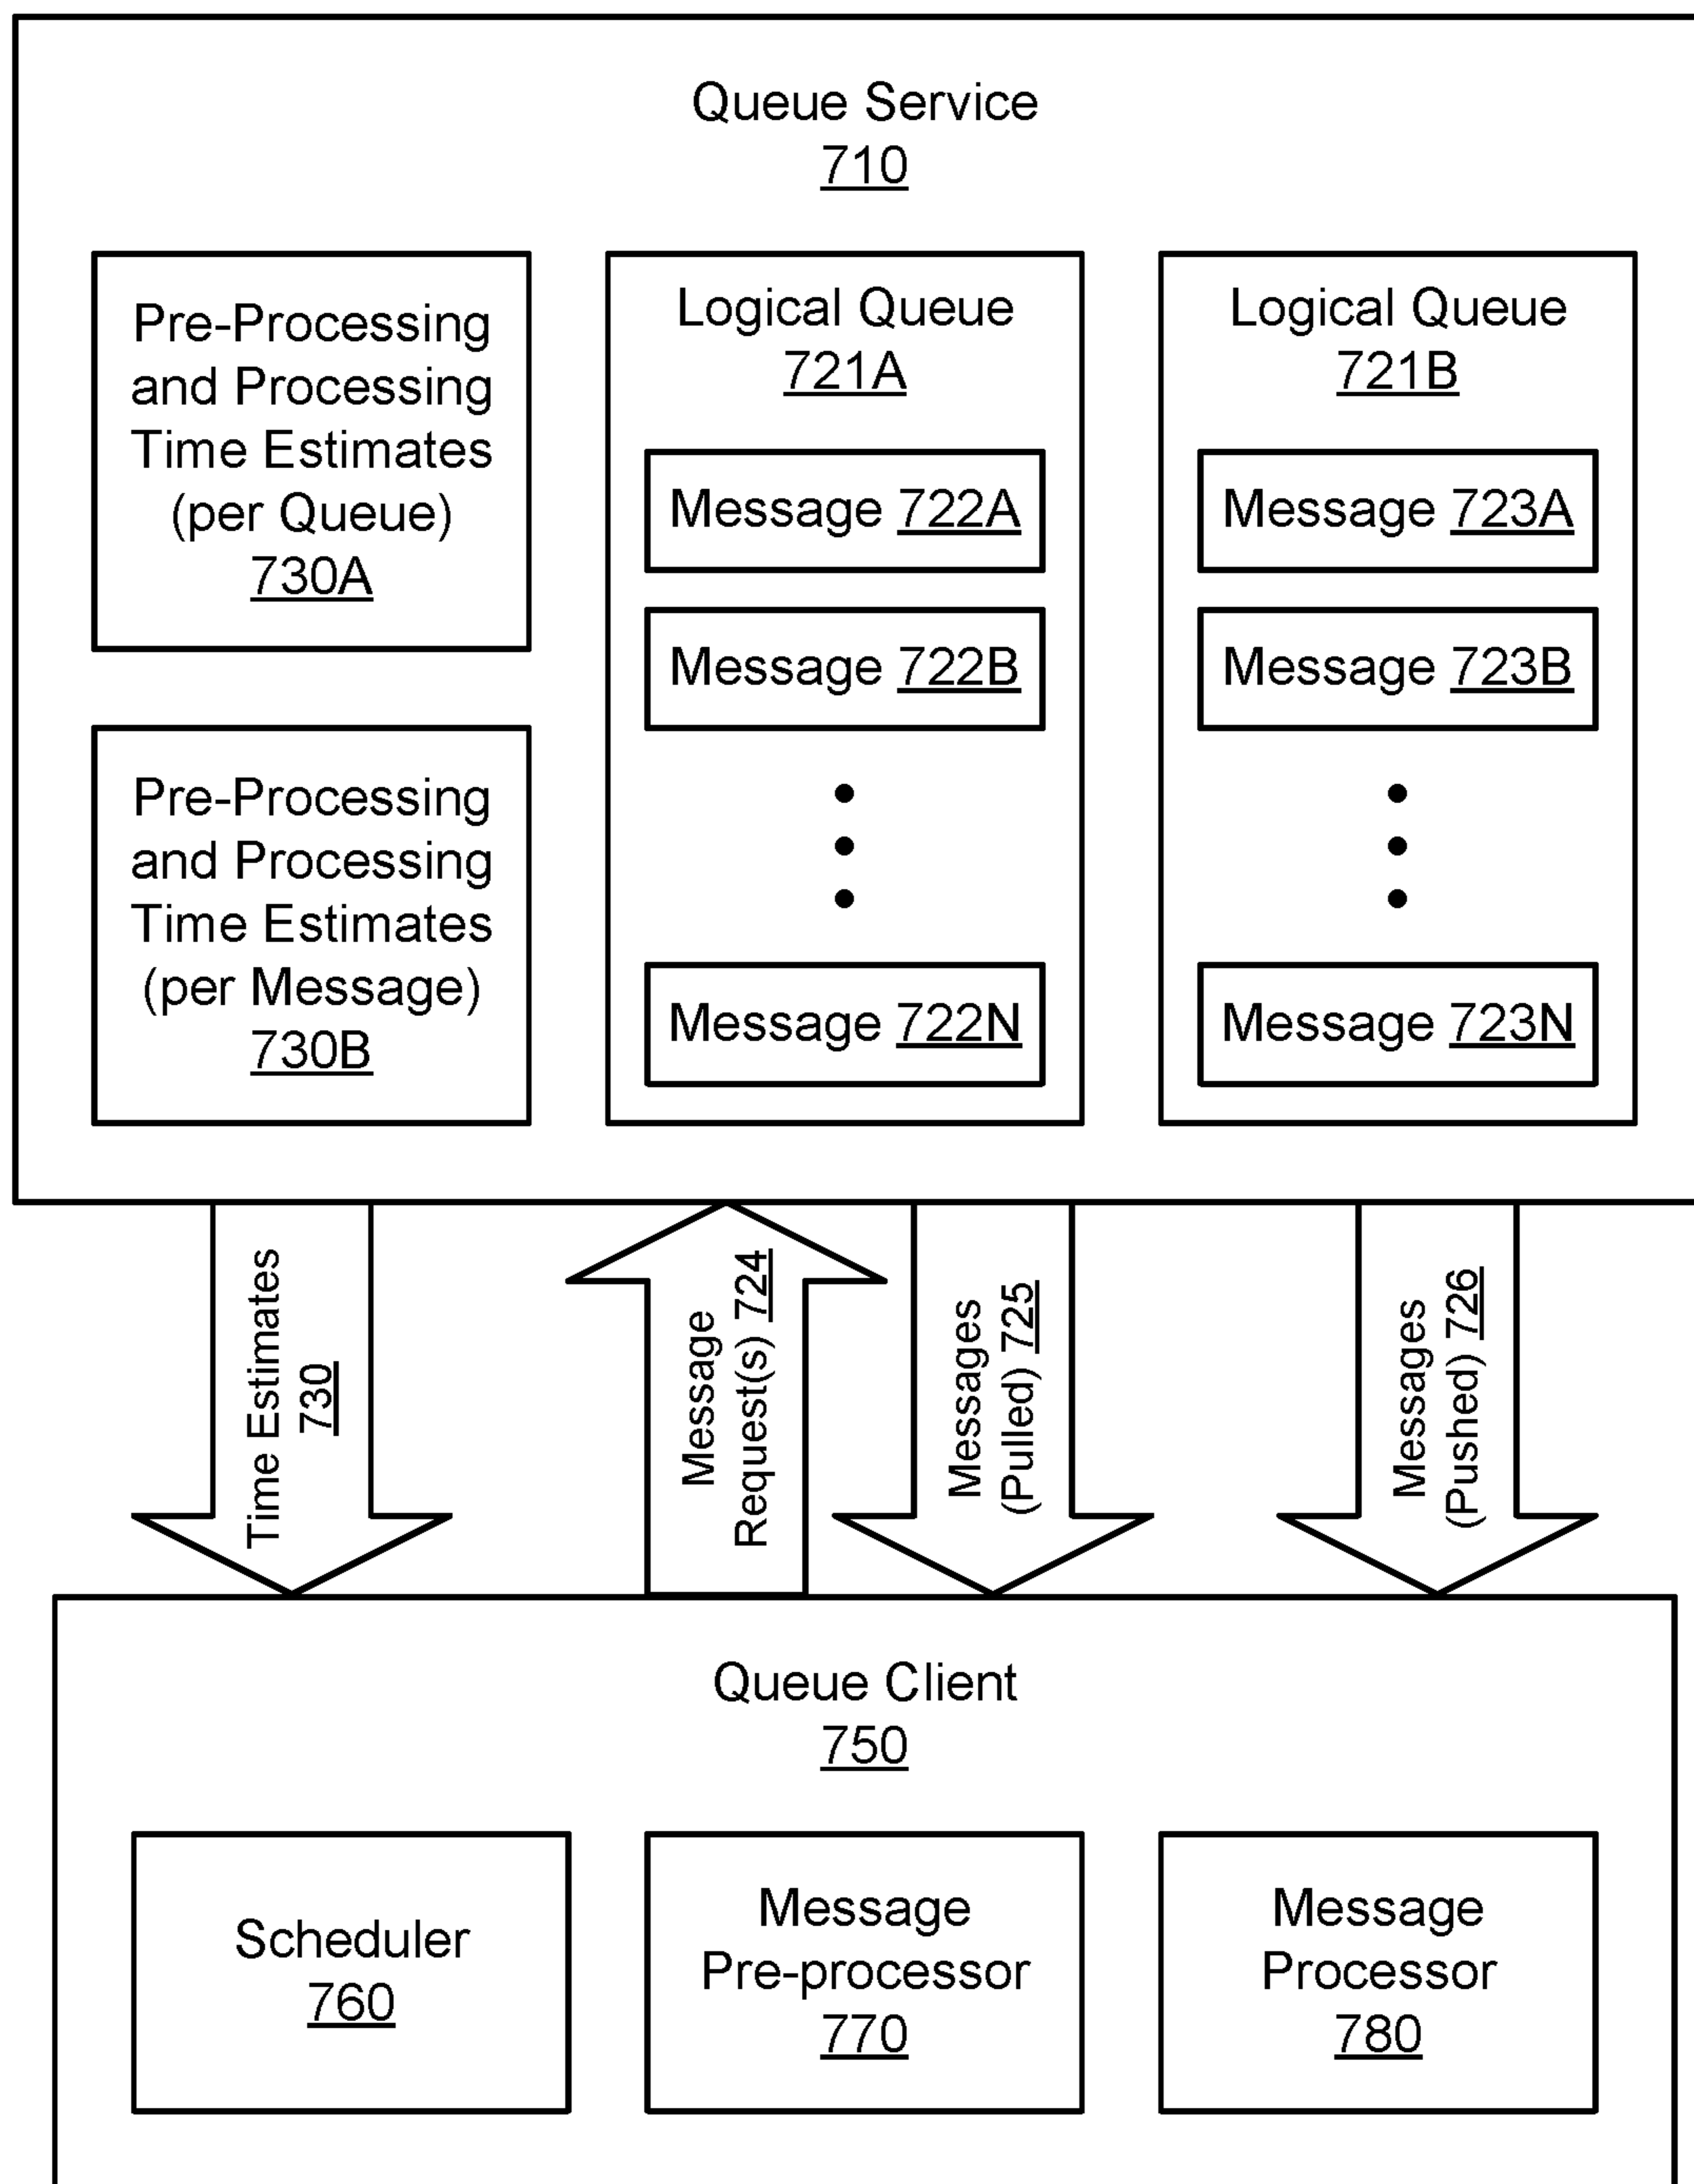 Queue Service
710
Pre-Processing
and Processing
Time Estimates
(per Queue)
730A
Pre-Processing
and Processing
Time Estimates
(per Message)
730B
Logical Queue
721A
Message 722A
Message 722B
Message 722N
Logical Queue
721B
Message 723A
Message 723B
Message 723N
Time Estimates
730
Message
Request(s) 724
Messages
(Pulled) 725
Messages
(Pushed) 726
Queue Client
750
Scheduler
760
Message
Pre-processor
770
Message
Processor
780